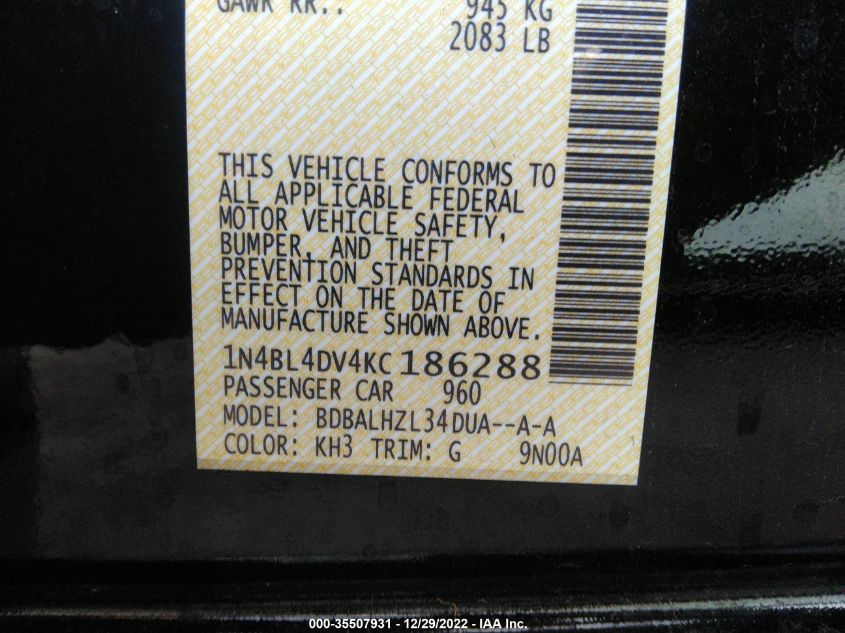 GAWR RR.. 945 KG
2083 LB
THIS VEHICLE CONFORMS TO
ALL APPLICABLE FEDERAL
MOTOR VEHICLE SAFETY,
BUMPER, AND THEFT
PREVENTION STANDARDS IN
EFFECT ON THE DATE OF
MANUFACTURE SHOWN ABOVE.
1N4BL4DV4KC186288
PASSENGER CAR 960
MODEL: BDBALHZL34DUA--A-A
COLOR: KH3 TRIM: G 9N00A
000-35507931 - 12/29/2022 - IAA Inc.